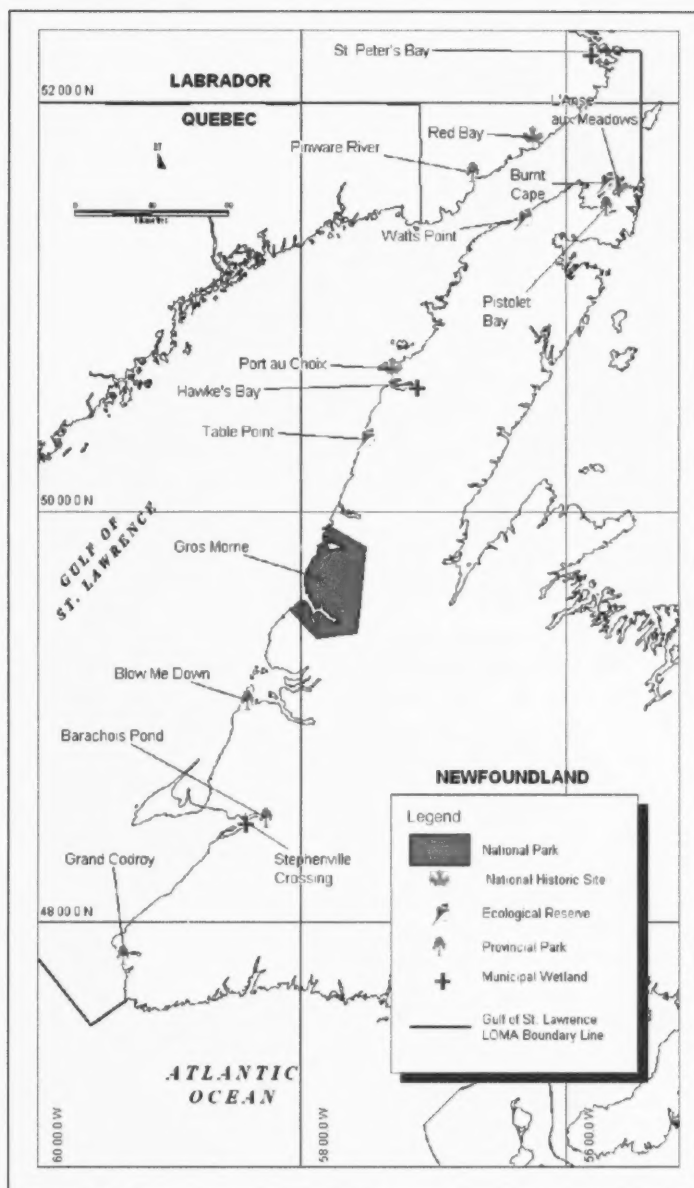 St. Peter's Bay
LABRADOR
52 00 0 N
L'Anse
aux Meadows
QUEBEC
Red Bay
Pinware River
Burnt
Cape
Watts Point
Pistolet
Bay
Port au Choix
Hawke's Bay
Table Point
50 00 0 N
GULF OF
ST. LAWRENCE
Gros Morne
Blow Me Down
Barachois Pond
NEWFOUNDLAND
Legend
National Park
National Historic Site
Ecological Reserve
Provincial Park
Municipal Wetland
Gulf of St. Lawrence
LOMA Boundary Line
Stephenville
Crossing
Grand Codroy
48 00 0 N
ATLANTIC
OCEAN
60 00 0 W
58 00 0 W
56 00 0 W